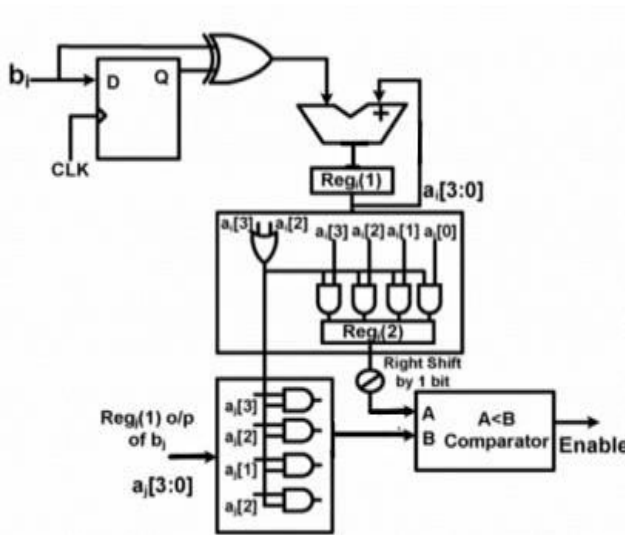 bi
D
Q
CLK
+
Regi(1)
ai[3:0]
ai[3]
ai[2]
ai[3] ai[2] ai[1] ai[0]
Regi(2)
Right Shift
by 1 bit
Regj(1) o/p
of bj
aj[3:0]
aj[3]
aj[2]
aj[1]
aj[2]
A
B
A<B
Comparator
Enable